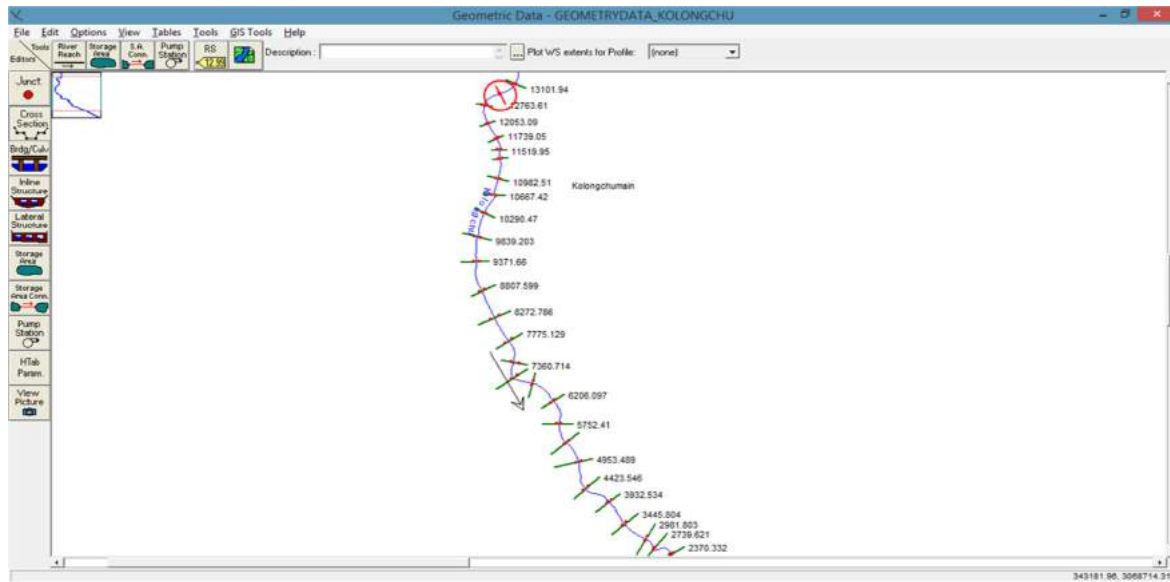 Geometric Data - GEOMETRYDATA_KOLONGCHU
File Edit Options View Tables Tools GIS Tools Help
Tools
Editors
River Reach
Storage Area
S.A. Conn.
Pump Station
RS
Description :
...
Plot WS extents for Profile:
(none)
Junct.
Cross Section
Brdg/Culv
Inline Structure
Lateral Structure
Storage Area
Storage Area Conn.
Pump Station
HTab Param.
View Picture
13101.94
12763.61
12053.09
11739.05
11519.95
10982.51
Kolongchumain
10667.42
Kolongchu
10290.47
9839.203
9371.66
8807.599
8272.786
7775.129
7360.714
6206.097
5752.41
4953.489
4423.546
3932.534
3445.804
2981.803
2739.621
2370.332
343181.96, 3068714.31